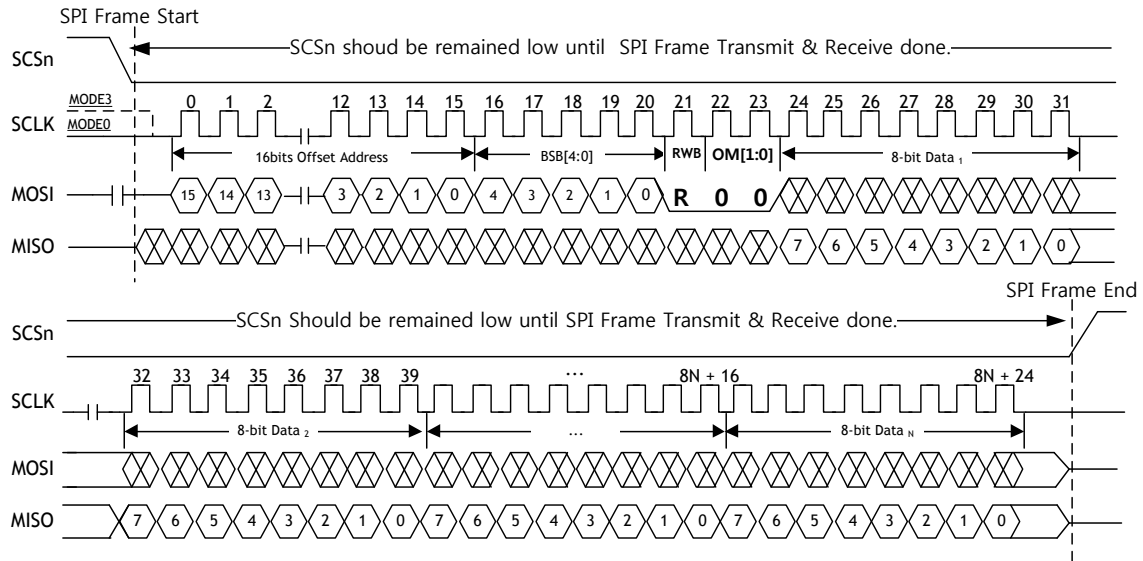 SPI Frame Start
SCSn
SCSn shoud be remained low until SPI Frame Transmit & Receive done.
MODE3
0 1 2 12 13 14 15 16 17 18 19 20 21 22 23 24 25 26 27 28 29 30 31
SCLK
MODE0
16bits Offset Address BSB[4:0] RWB OM[1:0] 8-bit Data 1
MOSI 15 14 13 3 2 1 0 4 3 2 1 0 R 0 0
MISO 7 6 5 4 3 2 1 0
SPI Frame End
SCSn
SCSn Should be remained low until SPI Frame Transmit & Receive done.
32 33 34 35 36 37 38 39 ... 8N + 16 8N + 24
SCLK
8-bit Data 2 ... 8-bit Data N
MOSI
MISO 7 6 5 4 3 2 1 0 7 6 5 4 3 2 1 0 7 6 5 4 3 2 1 0